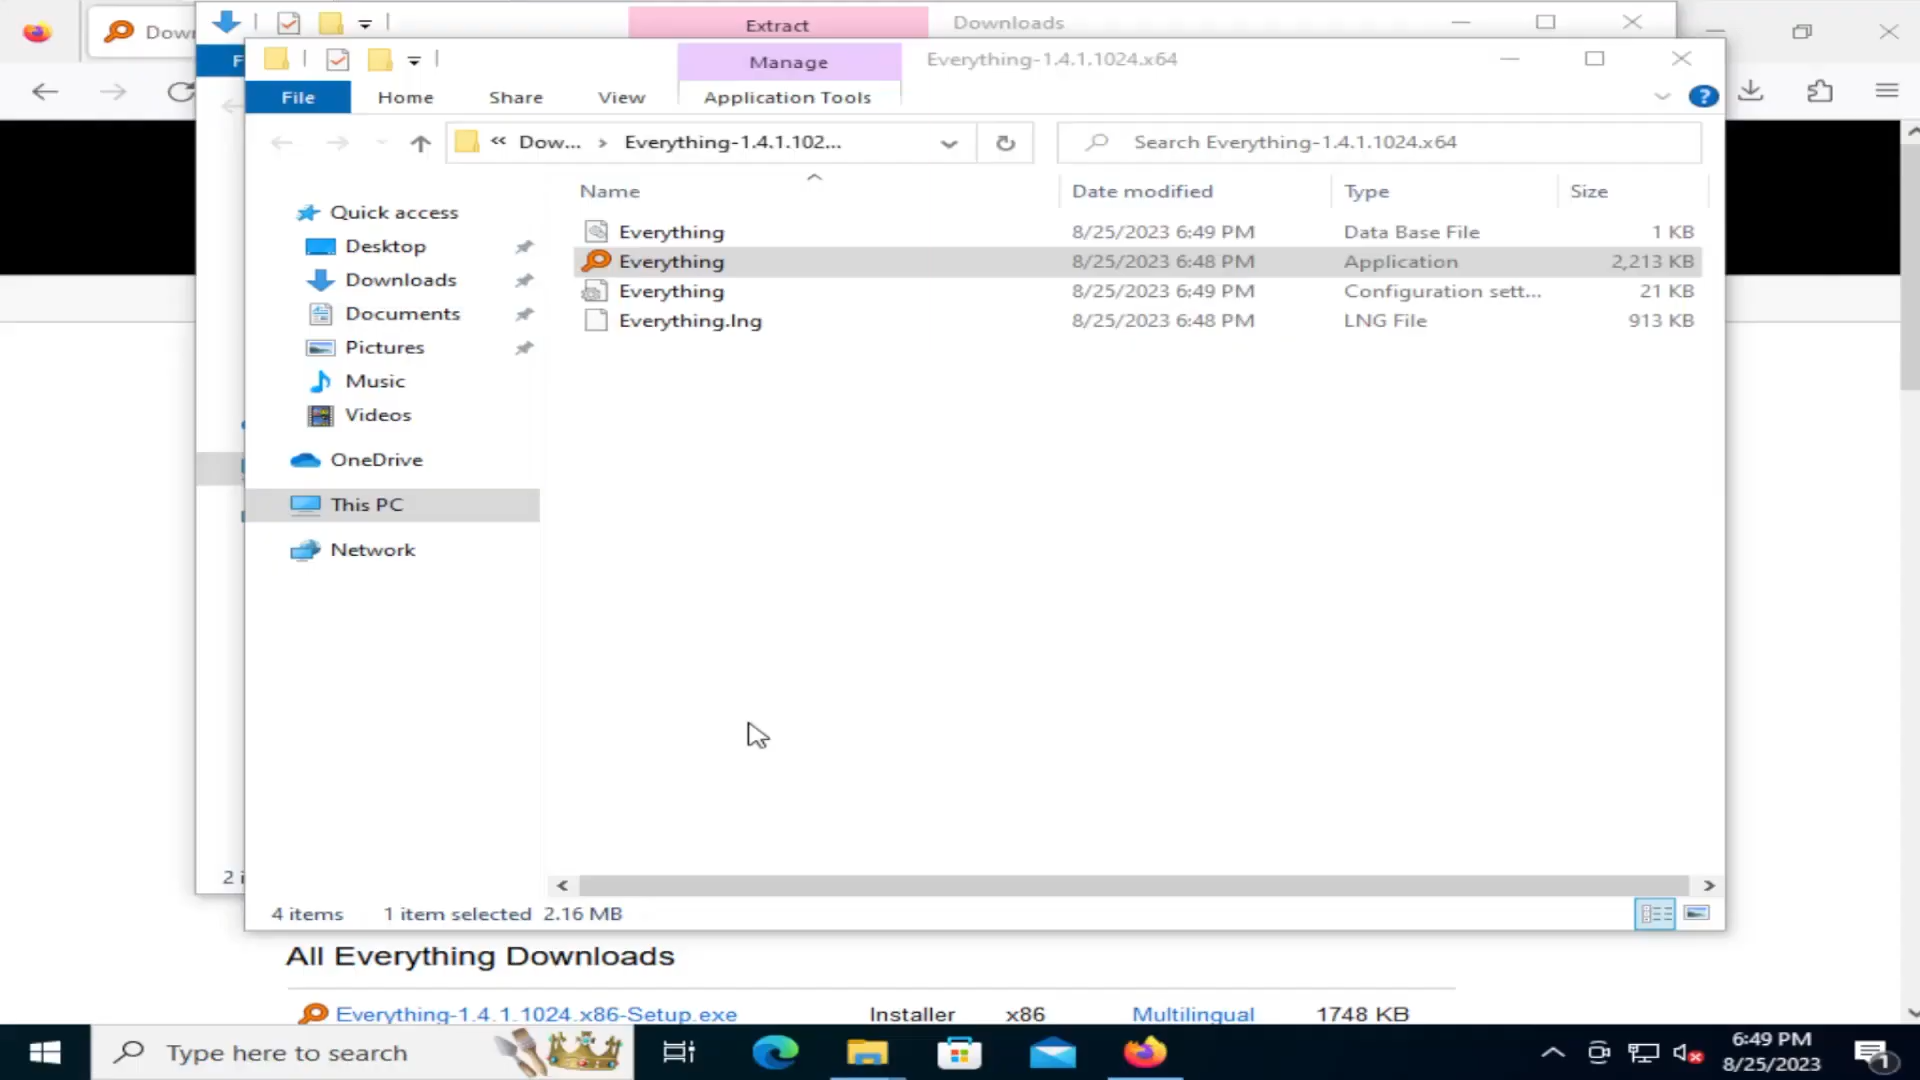 Down
Extract
Downloads
F
Manage
Everything-1.4.1.1024.x64
File
Home
Share
View
Application Tools
?
« Dow... › Everything-1.4.1.102...
Search Everything-1.4.1.1024.x64
Name
Date modified
Type
Size
Quick access
Desktop
Downloads
Documents
Pictures
Music
Videos
OneDrive
This PC
Network
Everything 8/25/2023 6:49 PM Data Base File 1 KB
Everything 8/25/2023 6:48 PM Application 2,213 KB
Everything 8/25/2023 6:49 PM Configuration sett... 21 KB
Everything.lng 8/25/2023 6:48 PM LNG File 913 KB
2 i
4 items 1 item selected 2.16 MB
All Everything Downloads
Everything-1.4.1.1024.x86-Setup.exe Installer x86 Multilingual 1748 KB
Type here to search
6:49 PM
8/25/2023
1